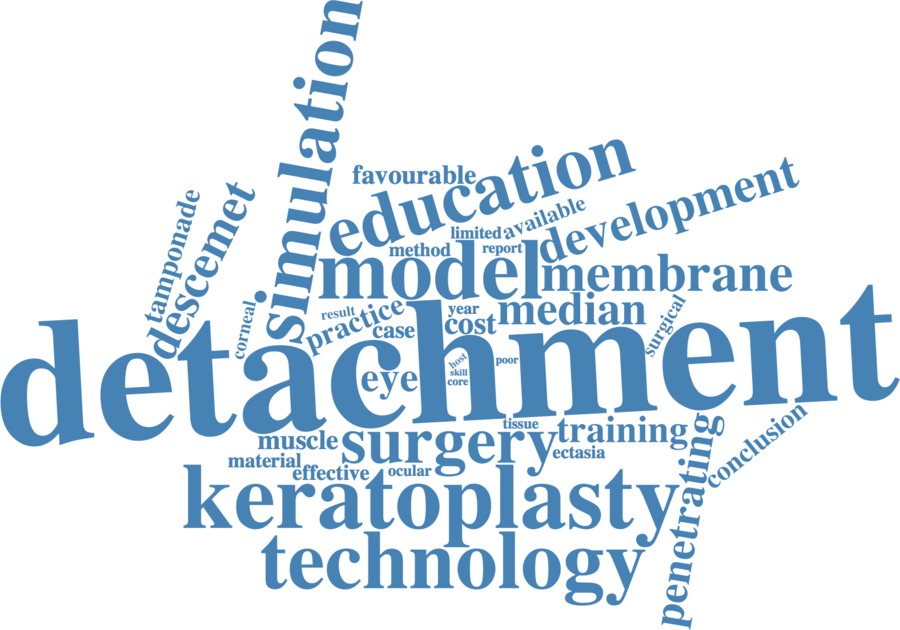 simulation
education
favourable
development
tamponade
descemet
available
limited
method
report
model
membrane
corneal
result
practice
year
median
case
cost
surgical
detachment
host
poor
eye
skill
core
tissue
training
muscle
surgery
ectasia
penetrating
conclusion
material
effective
ocular
keratoplasty
technology